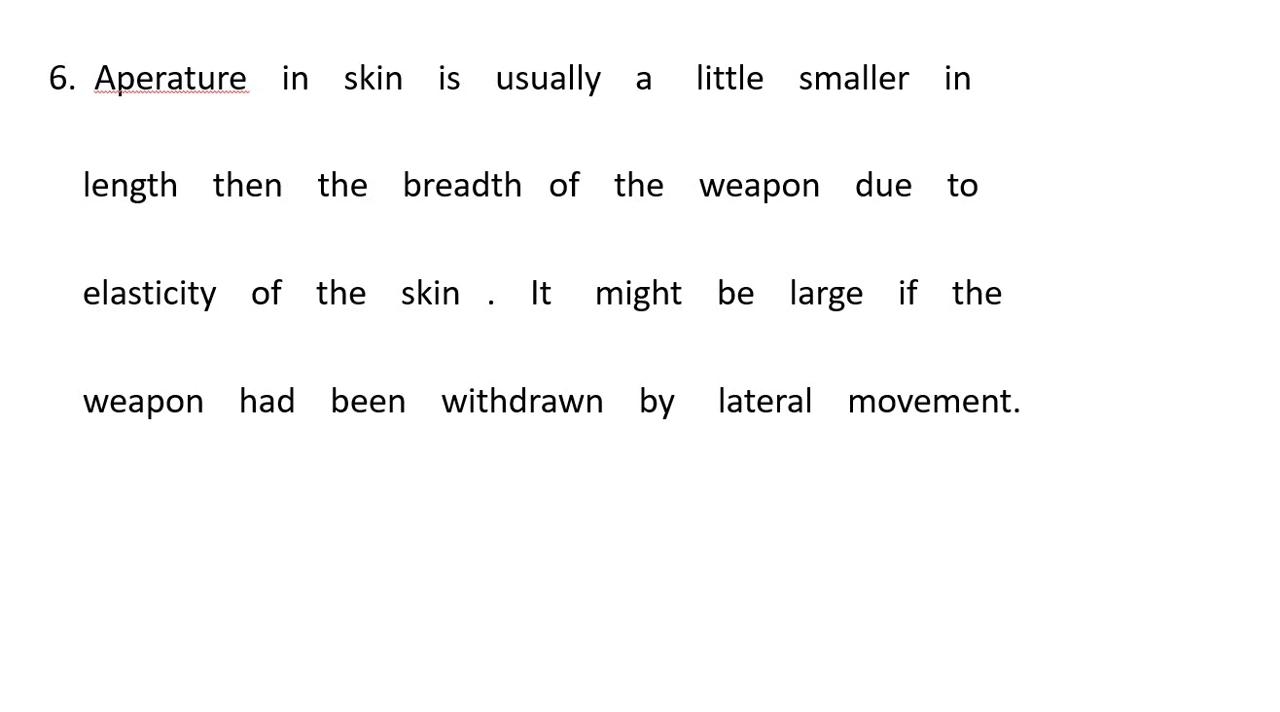 6. Aperature in skin is usually a little smaller in
length then the breadth of the weapon due to
elasticity of the skin . It might be large if the
weapon had been withdrawn by lateral movement.